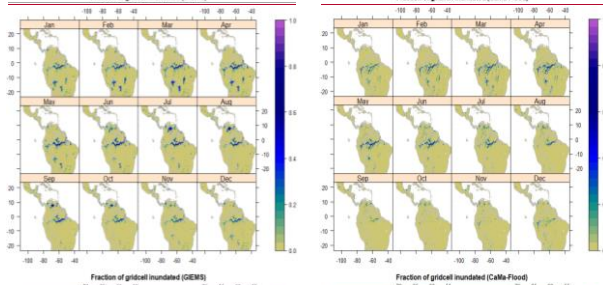 -100 -80 -60 -40
Jan Feb Mar Apr
May Jun Jul Aug
Sep Oct Nov Dec
20
10
0
-10
-20
1.0
0.8
0.6
0.4
0.2
0.0
-100 -80 -60 -40
Fraction of gridcell inundated (GIEMS)
-100 -80 -60 -40
Jan Feb Mar Apr
May Jun Jul Aug
Sep Oct Nov Dec
20
10
0
-10
-20
-100 -80 -60 -40
Fraction of gridcell inundated (CaMa-Flood)